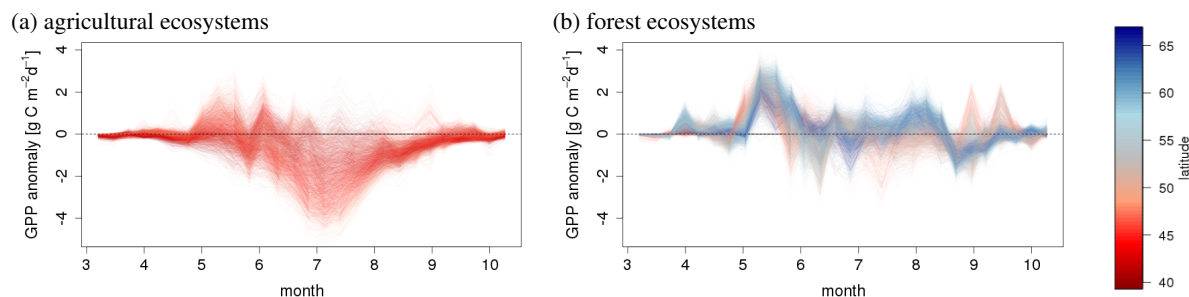 (a) agricultural ecosystems
GPP anomaly [g C m⁻²d⁻¹]
4
2
0
-2
-4
3 4 5 6 7 8 9 10
month
(b) forest ecosystems
GPP anomaly [g C m⁻²d⁻¹]
4
2
0
-2
-4
3 4 5 6 7 8 9 10
month
65
60
55
50
45
40
latitude